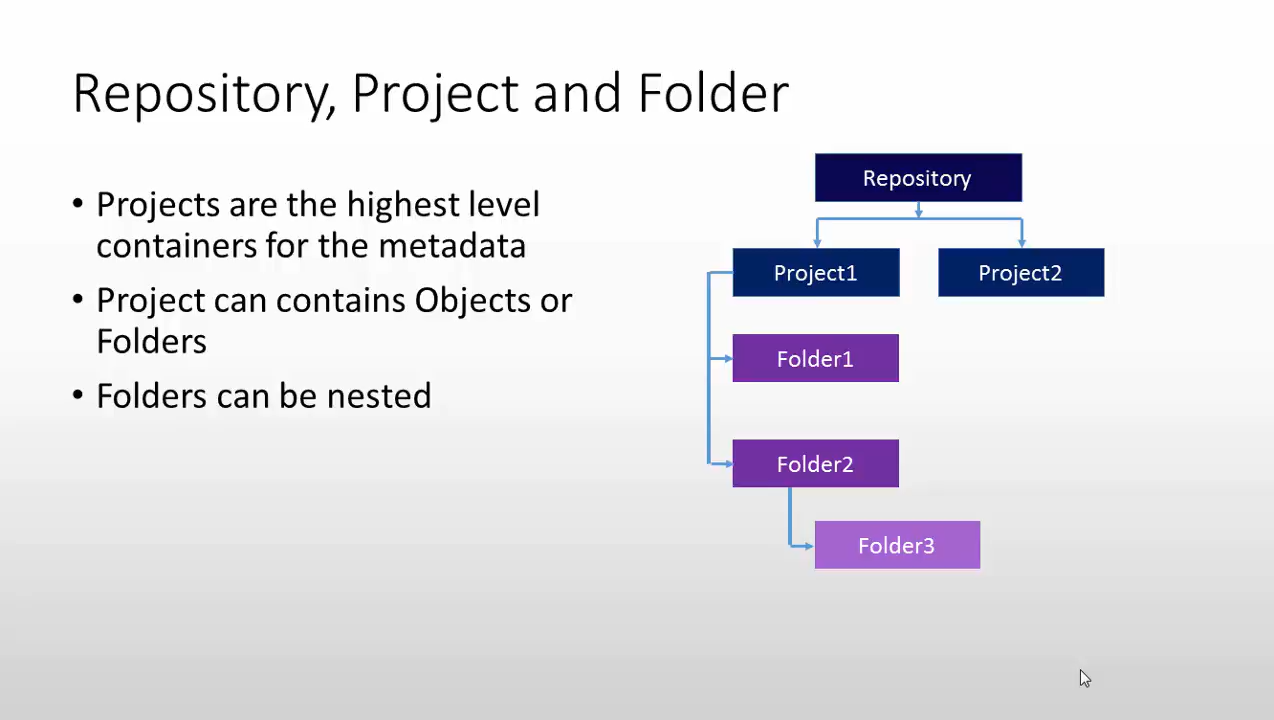 Repository, Project and Folder
• Projects are the highest level
containers for the metadata
• Project can contains Objects or
Folders
• Folders can be nested
Repository
Project1
Project2
Folder1
Folder2
Folder3